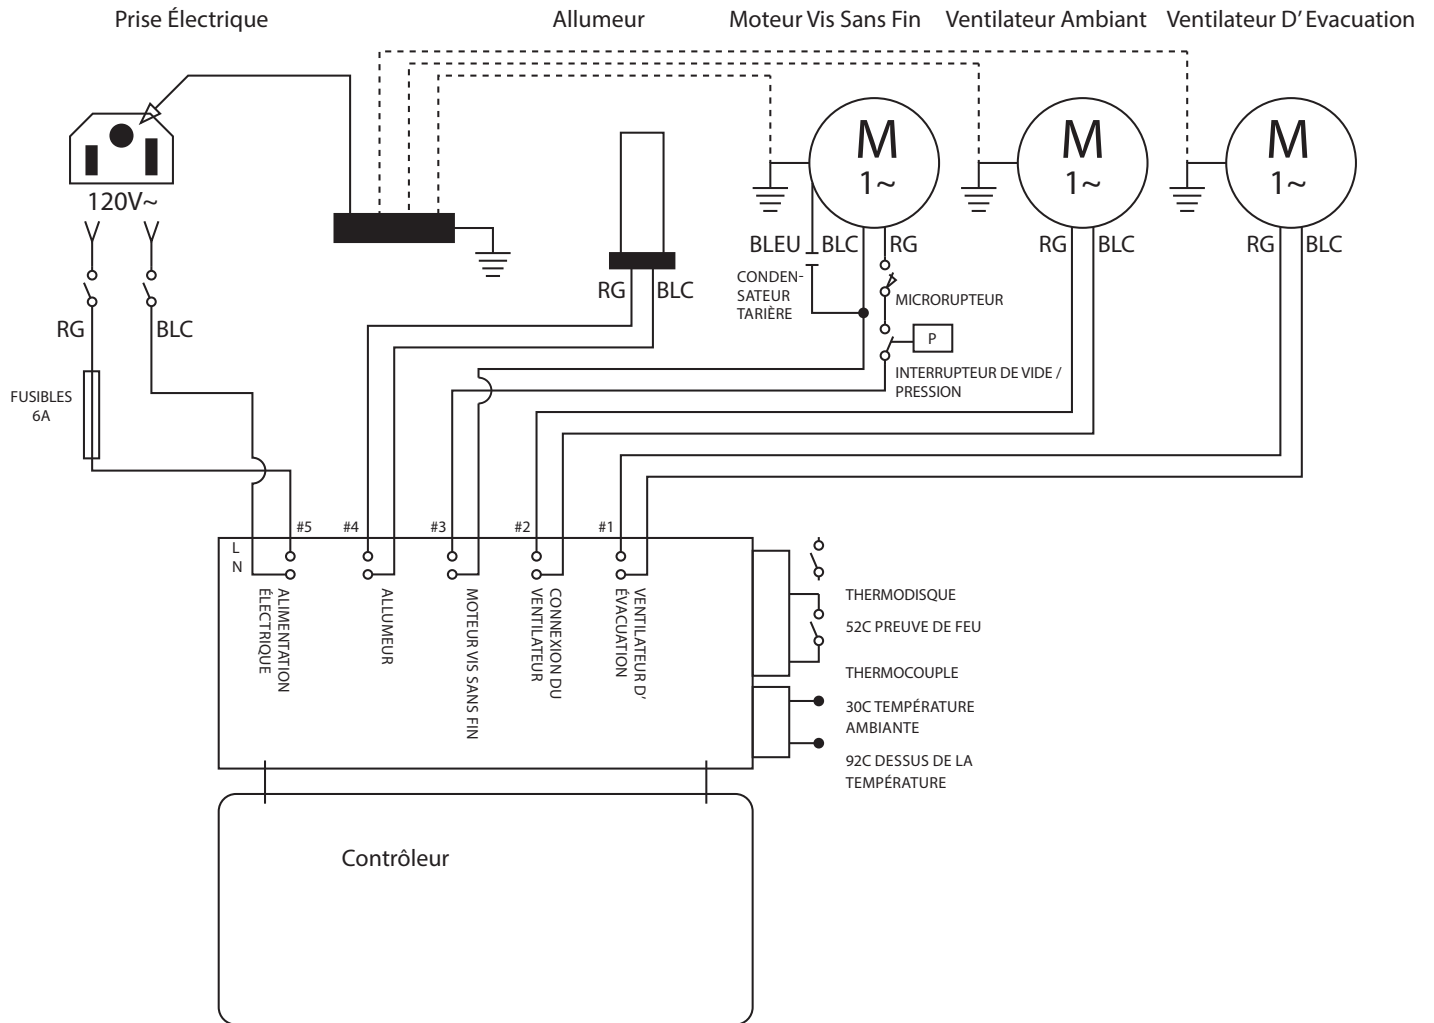 Prise Électrique
Allumeur
Moteur Vis Sans Fin
Ventilateur Ambiant
Ventilateur D' Evacuation
M
1~
M
1~
M
1~
120V~
BLEU
BLC
RG
RG
BLC
RG
BLC
CONDEN-
SATEUR
TARIÈRE
MICRORUPTEUR
RG
BLC
RG
BLC
P
INTERRUPTEUR DE VIDE /
PRESSION
FUSIBLES
6A
#5
#4
#3
#2
#1
L
N
ALIMENTATION
ÉLECTRIQUE
ALLUMEUR
MOTEUR VIS SANS FIN
CONNEXION DU
VENTILATEUR
VENTILATEUR D'
ÉVACUATION
THERMODISQUE
52C PREUVE DE FEU
THERMOCOUPLE
30C TEMPÉRATURE
AMBIANTE
92C DESSUS DE LA
TEMPÉRATURE
Contrôleur